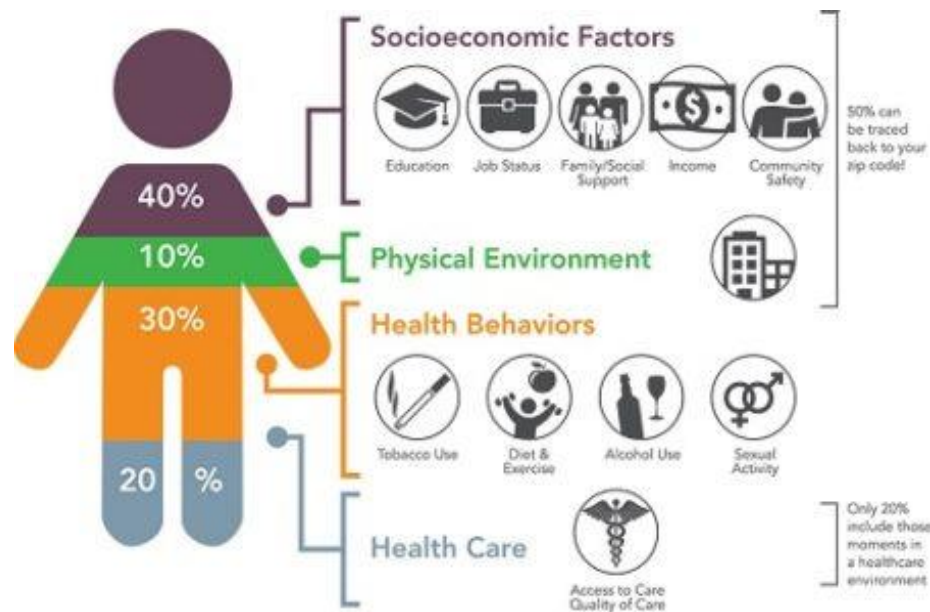 Socioeconomic Factors
Education
Job Status
Family/Social
Support
Income
Community
Safety
50% can
be traced
back to your
zip code!
40%
10%
Physical Environment
30%
Health Behaviors
Tobacco Use
Diet &
Exercise
Alcohol Use
Sexual
Activity
20 %
Health Care
Access to Care
Quality of Care
Only 20%
include those
moments in
a healthcare
environment